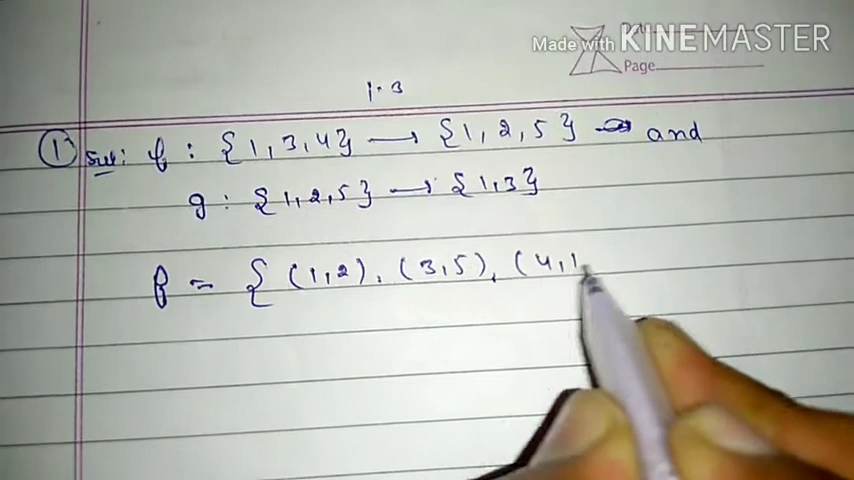 Made with KINEMASTER
Date
Page
1.3
① Sol: f : {1, 3, 4} → {1, 2, 5} and
g : {1, 2, 5} → {1, 3}
f = { (1, 2), (3, 5), (4, 1